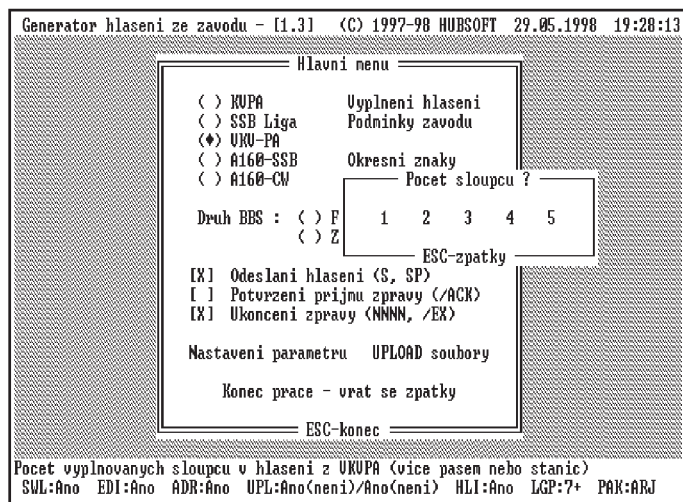 Generator hlaseni ze zavodu - [1.3] (C) 1997-98 HUBSOFT 29.05.1998 19:28:13
Hlavni menu
( ) KVPA Vyplneni hlaseni
( ) SSB Liga Podminky zavodu
(♦) VKV-PA
( ) A160-SSB Okresni znaky
( ) A160-CW
Pocet sloupcu ?
Druh BBS : ( ) F
1 2 3 4 5
( ) Z
ESC-zpatky
[X] Odeslani hlaseni (S, SP)
[ ] Potvrzeni prijmu zpravy (/ACK)
[X] Ukonceni zpravy (NNNN, /EX)
Nastaveni parametru UPLOAD soubory
Konec prace - vrat se zpatky
ESC-konec
Pocet vyplnovanych sloupcu v hlaseni z VKVPA (vice pasem nebo stanic)
SWL:Ano EDI:Ano ADR:Ano UPL:Ano(neni)/Ano(neni) HLI:Ano LGP:7+ PAK:ARJ